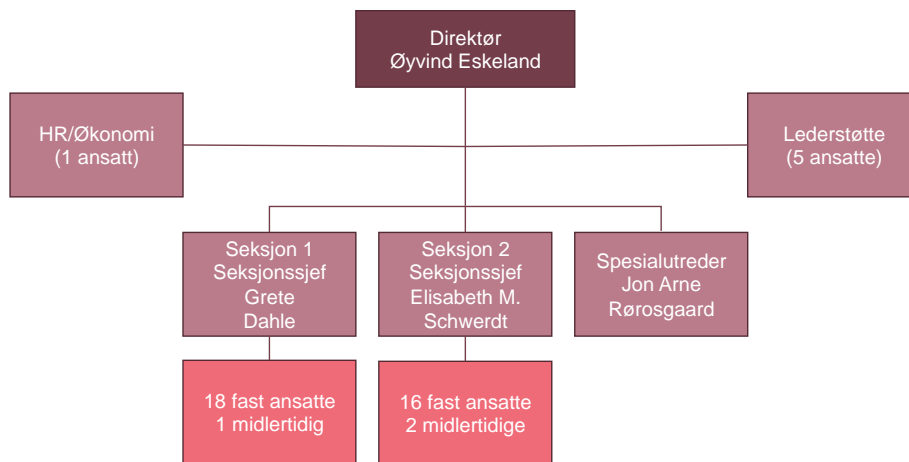 Direktør
Øyvind Eskeland
HR/Økonomi
(1 ansatt)
Lederstøtte
(5 ansatte)
Seksjon 1
Seksjonssjef
Grete
Dahle
Seksjon 2
Seksjonssjef
Elisabeth M.
Schwerdt
Spesialutreder
Jon Arne
Rørosgaard
18 fast ansatte
1 midlertidig
16 fast ansatte
2 midlertidige